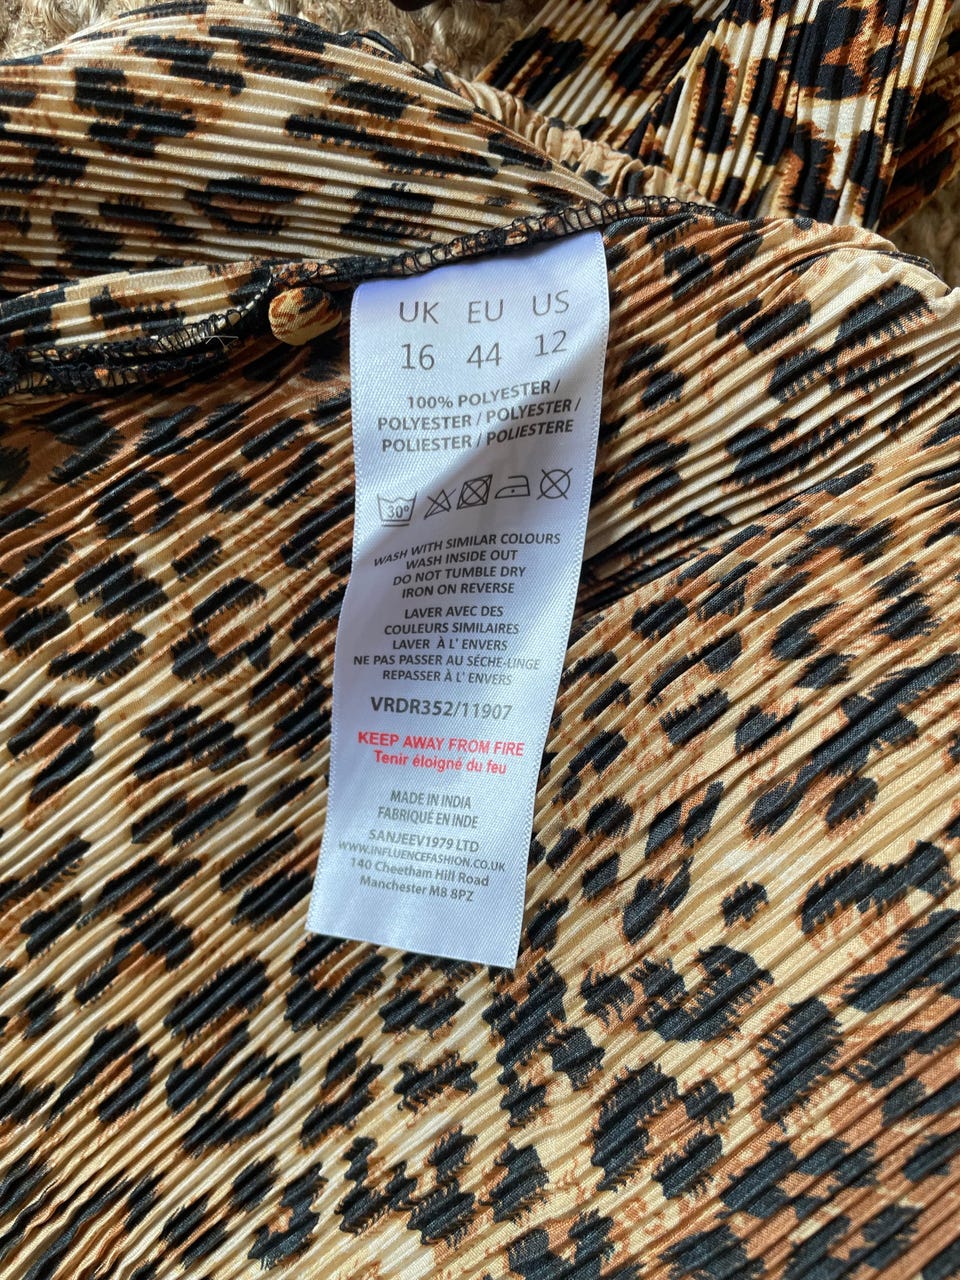 UK EU US
16 44 12
100% POLYESTER /
POLYESTER / POLYESTER /
POLIESTER / POLIESTERE
30°
WASH WITH SIMILAR COLOURS
WASH INSIDE OUT
DO NOT TUMBLE DRY
IRON ON REVERSE
LAVER AVEC DES
COULEURS SIMILAIRES
LAVER À L' ENVERS
NE PAS PASSER AU SÉCHE-LINGE
REPASSER À L' ENVERS
VRDR352/11907
KEEP AWAY FROM FIRE
Tenir éloigné du feu
MADE IN INDIA
FABRIQUÉ EN INDE
SANJEEV1979 LTD
WWW.INFLUENCEFASHION.CO.UK
140 Cheetham Hill Road
Manchester M8 8PZ